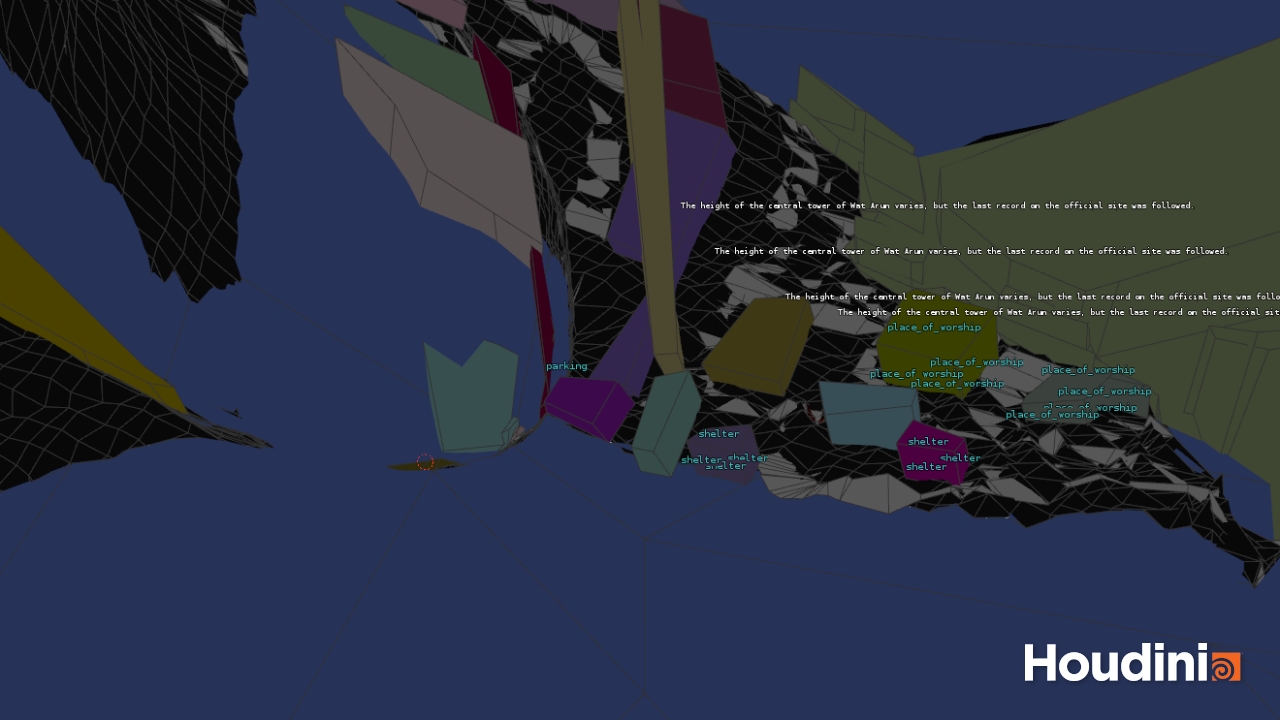 The height of the central tower of Wat Arun varies, but the last record on the official site was followed.
The height of the central tower of Wat Arun varies, but the last record on the official site was followed.
The height of the central tower of Wat Arun varies, but the last record on the official site was follo
The height of the central tower of Wat Arun varies, but the last record on the official sit
place_of_worship
place_of_worship
parking
place_of_worship
place_of_worship
place_of_worship
place_of_worship
place_of_worship
place_of_worship
shelter
shelter
shelter
shelter
shelter
shelter
shelter
Houdini